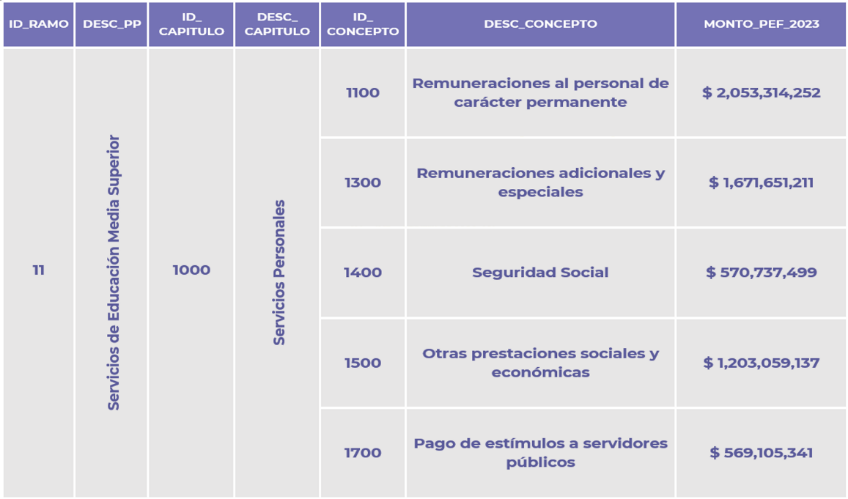 ID_RAMO DESC_PP ID_ CAPITULO DESC_ CAPITULO ID_ CONCEPTO DESC_CONCEPTO MONTO_PEF_2023
11
Servicios de Educación Media Superior
1000
Servicios Personales
1100
Remuneraciones al personal de
carácter permanente
$ 2,053,314,252
1300
Remuneraciones adicionales y
especiales
$ 1,671,651,211
1400
Seguridad Social
$ 570,737,499
1500
Otras prestaciones sociales y
económicas
$ 1,203,059,137
1700
Pago de estímulos a servidores
públicos
$ 569,105,341